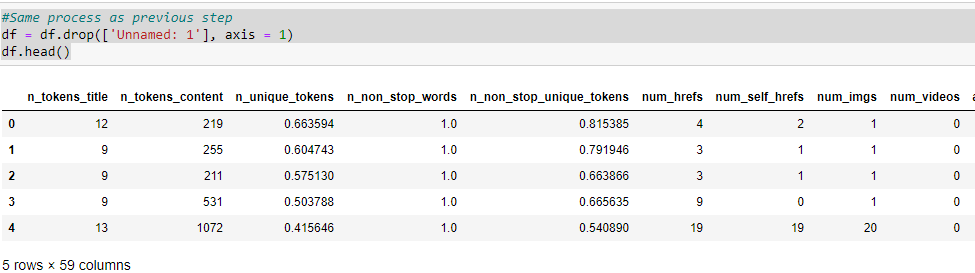 #Same process as previous step
df = df.drop(['Unnamed: 1'], axis = 1)
df.head()
n_tokens_title n_tokens_content n_unique_tokens n_non_stop_words n_non_stop_unique_tokens num_hrefs num_self_hrefs num_imgs num_videos a
0 12 219 0.663594 1.0 0.815385 4 2 1 0
1 9 255 0.604743 1.0 0.791946 3 1 1 0
2 9 211 0.575130 1.0 0.663866 3 1 1 0
3 9 531 0.503788 1.0 0.665635 9 0 1 0
4 13 1072 0.415646 1.0 0.540890 19 19 20 0
5 rows × 59 columns